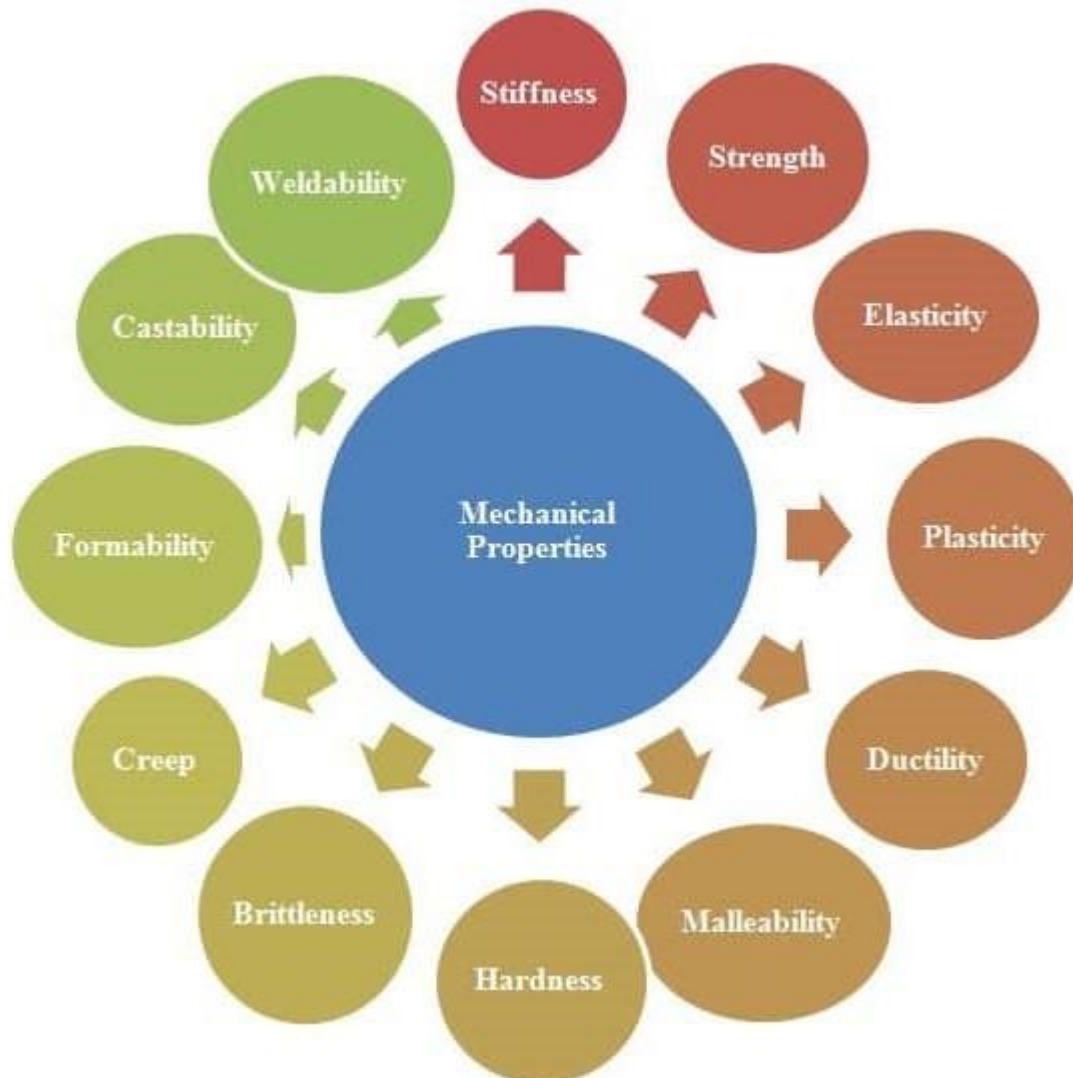 Stiffness
Strength
Elasticity
Plasticity
Ductility
Malleability
Hardness
Brittleness
Creep
Formability
Castability
Weldability
Mechanical
Properties